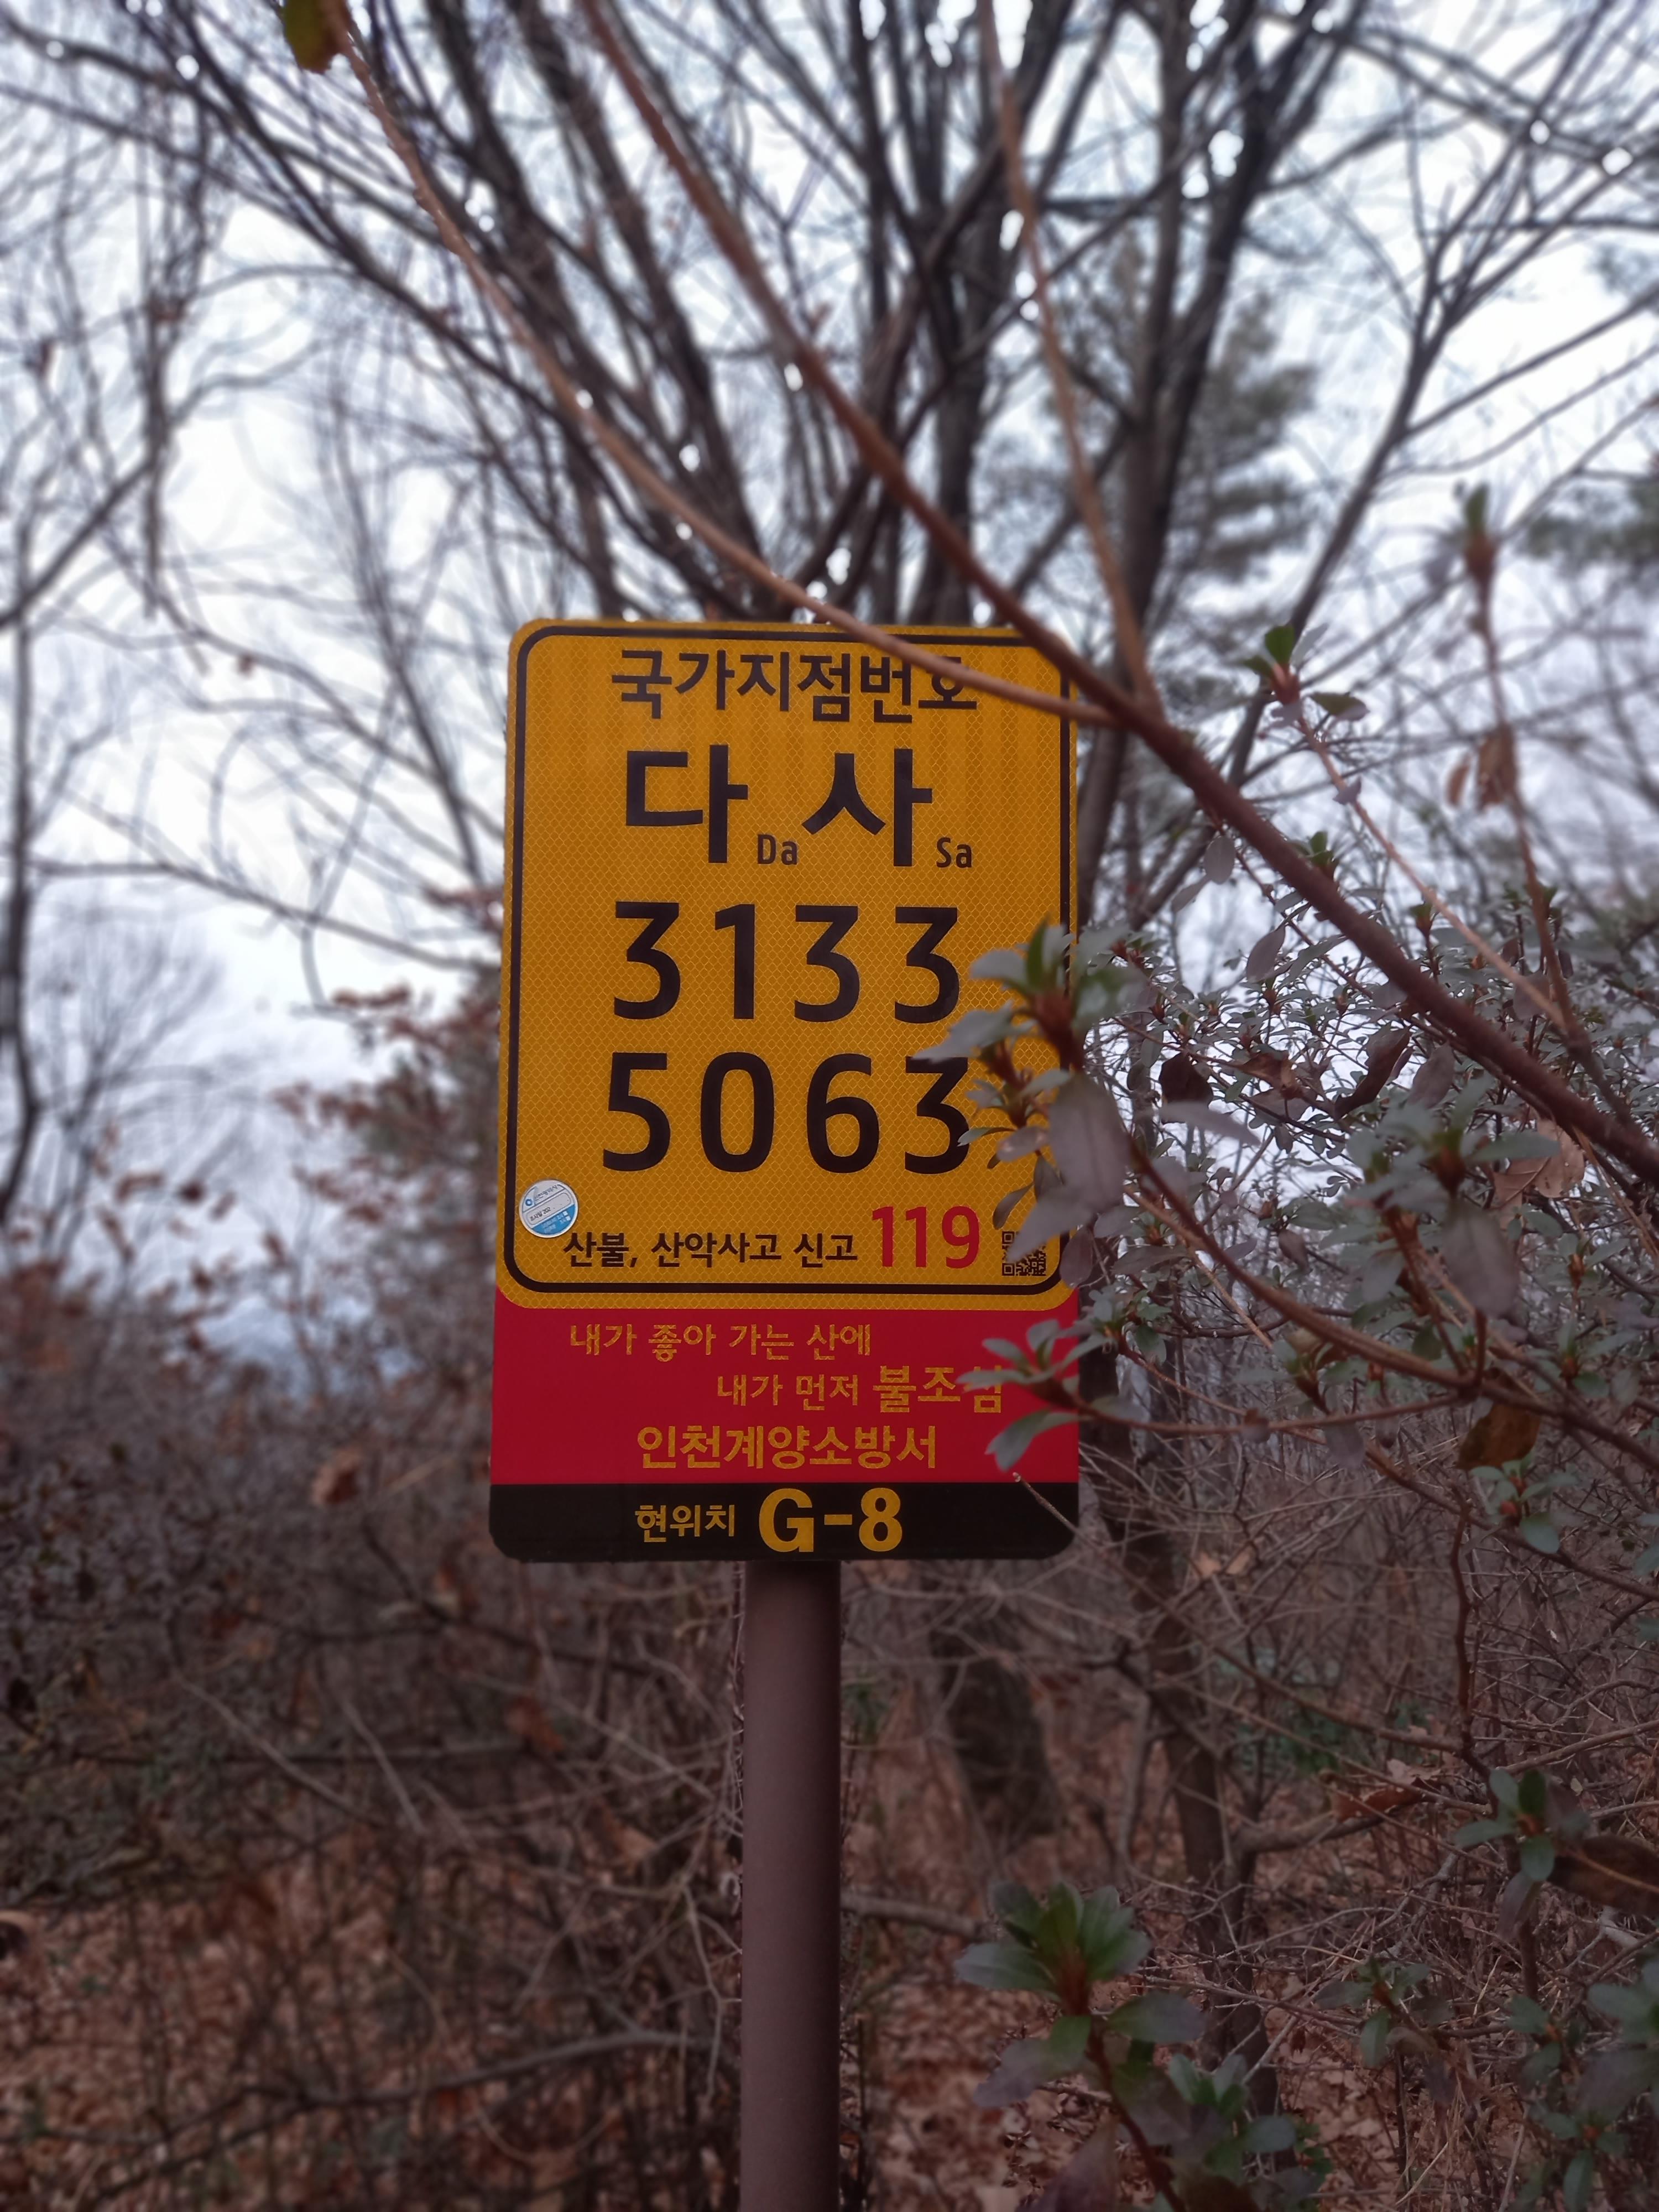 국가지점번호
다 Da 사 Sa
3133
5063
산불, 산악사고 신고 119
내가 좋아 가는 산에
내가 먼저 불조심
인천계양소방서
현위치 G-8